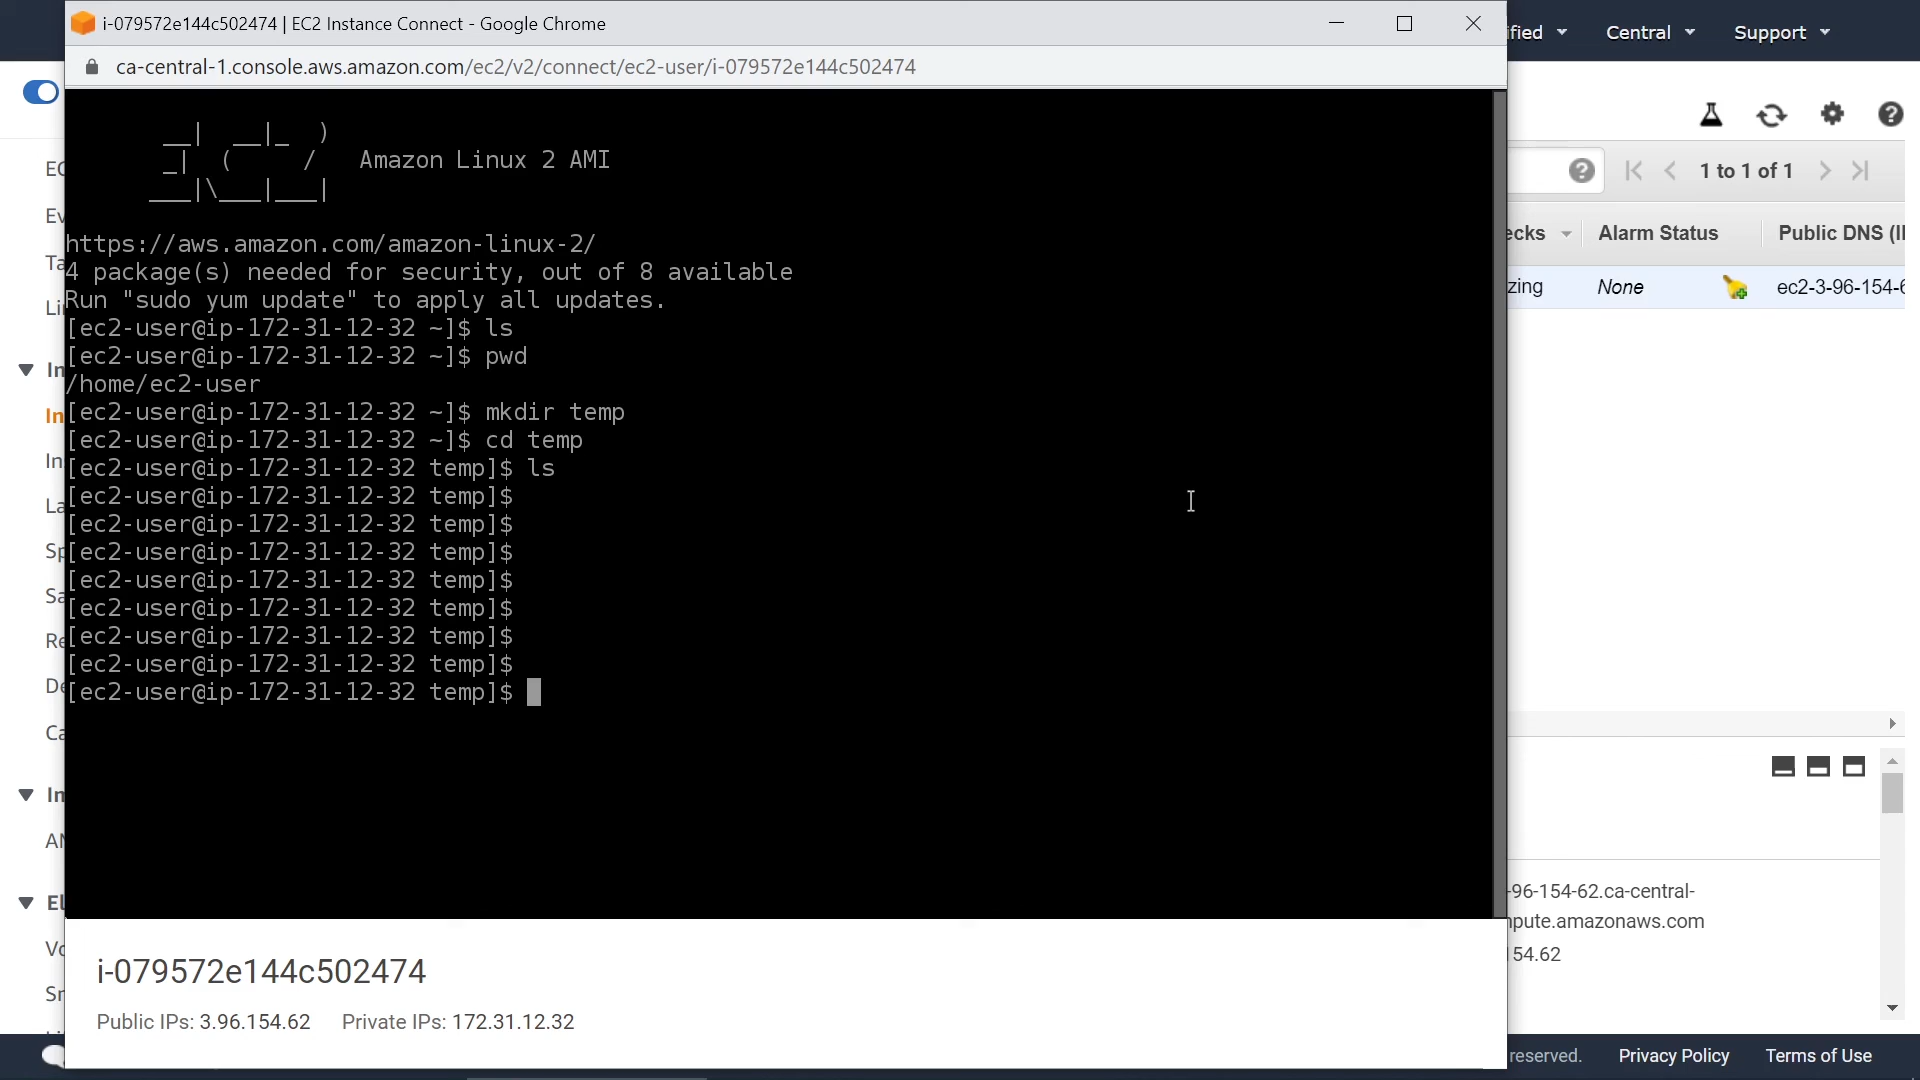 i-079572e144c502474 | EC2 Instance Connect - Google Chrome
ca-central-1.console.aws.amazon.com/ec2/v2/connect/ec2-user/i-079572e144c502474
Central
Support
Amazon Linux 2 AMI
https://aws.amazon.com/amazon-linux-2/
4 package(s) needed for security, out of 8 available
Run "sudo yum update" to apply all updates.
[ec2-user@ip-172-31-12-32 ~]$ ls
[ec2-user@ip-172-31-12-32 ~]$ pwd
/home/ec2-user
[ec2-user@ip-172-31-12-32 ~]$ mkdir temp
[ec2-user@ip-172-31-12-32 ~]$ cd temp
[ec2-user@ip-172-31-12-32 temp]$ ls
[ec2-user@ip-172-31-12-32 temp]$
[ec2-user@ip-172-31-12-32 temp]$
[ec2-user@ip-172-31-12-32 temp]$
[ec2-user@ip-172-31-12-32 temp]$
[ec2-user@ip-172-31-12-32 temp]$
[ec2-user@ip-172-31-12-32 temp]$
[ec2-user@ip-172-31-12-32 temp]$
[ec2-user@ip-172-31-12-32 temp]$
i-079572e144c502474
Public IPs: 3.96.154.62 Private IPs: 172.31.12.32
1 to 1 of 1
Alarm Status
Public DNS
None
ec2-3-96-154-6
-96-154-62.ca-central-
pute.amazonaws.com
154.62
reserved. Privacy Policy Terms of Use